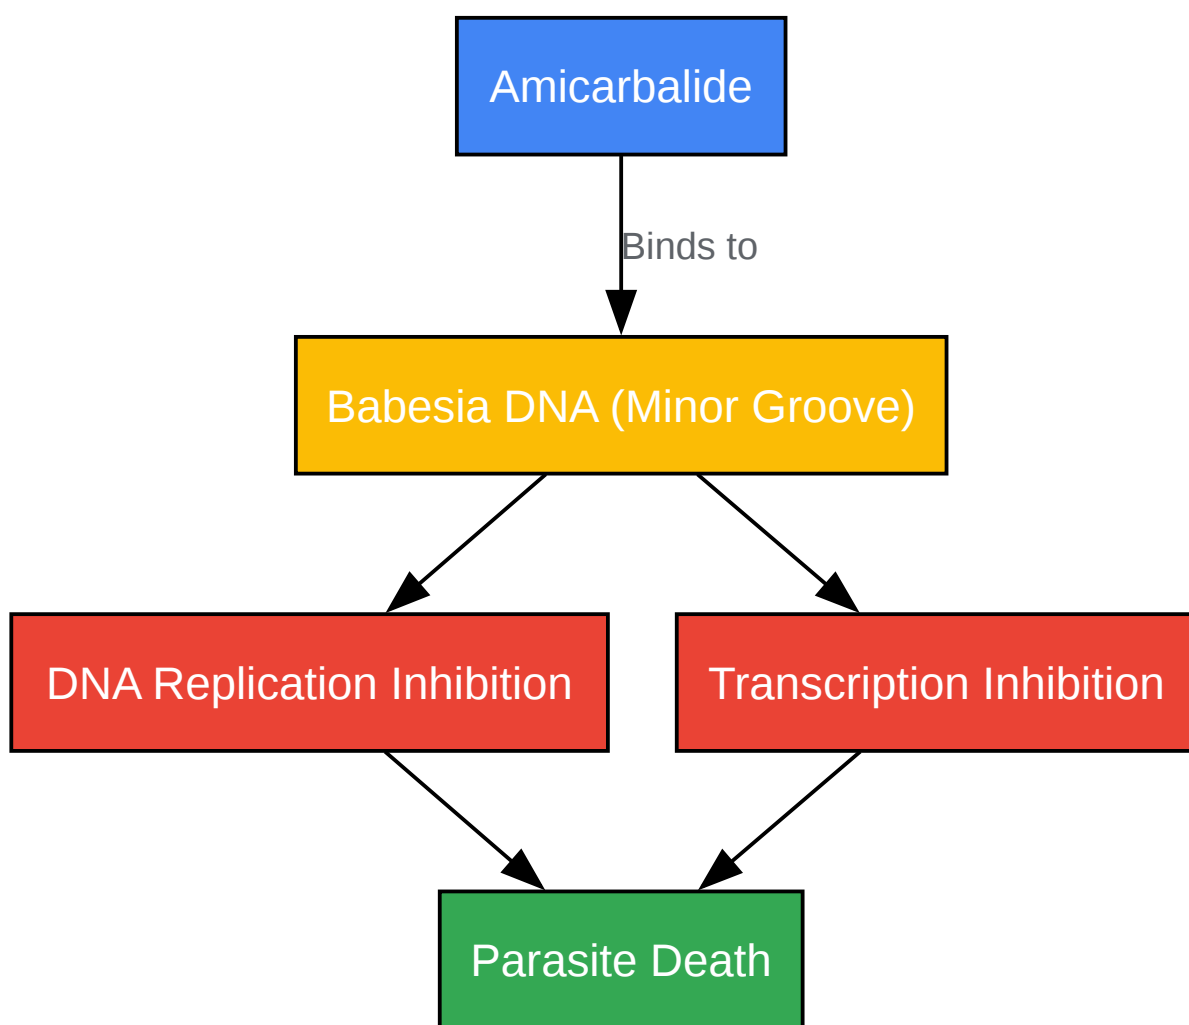 Amicarbalide
Binds to
Babesia DNA (Minor Groove)
DNA Replication Inhibition
Transcription Inhibition
Parasite Death